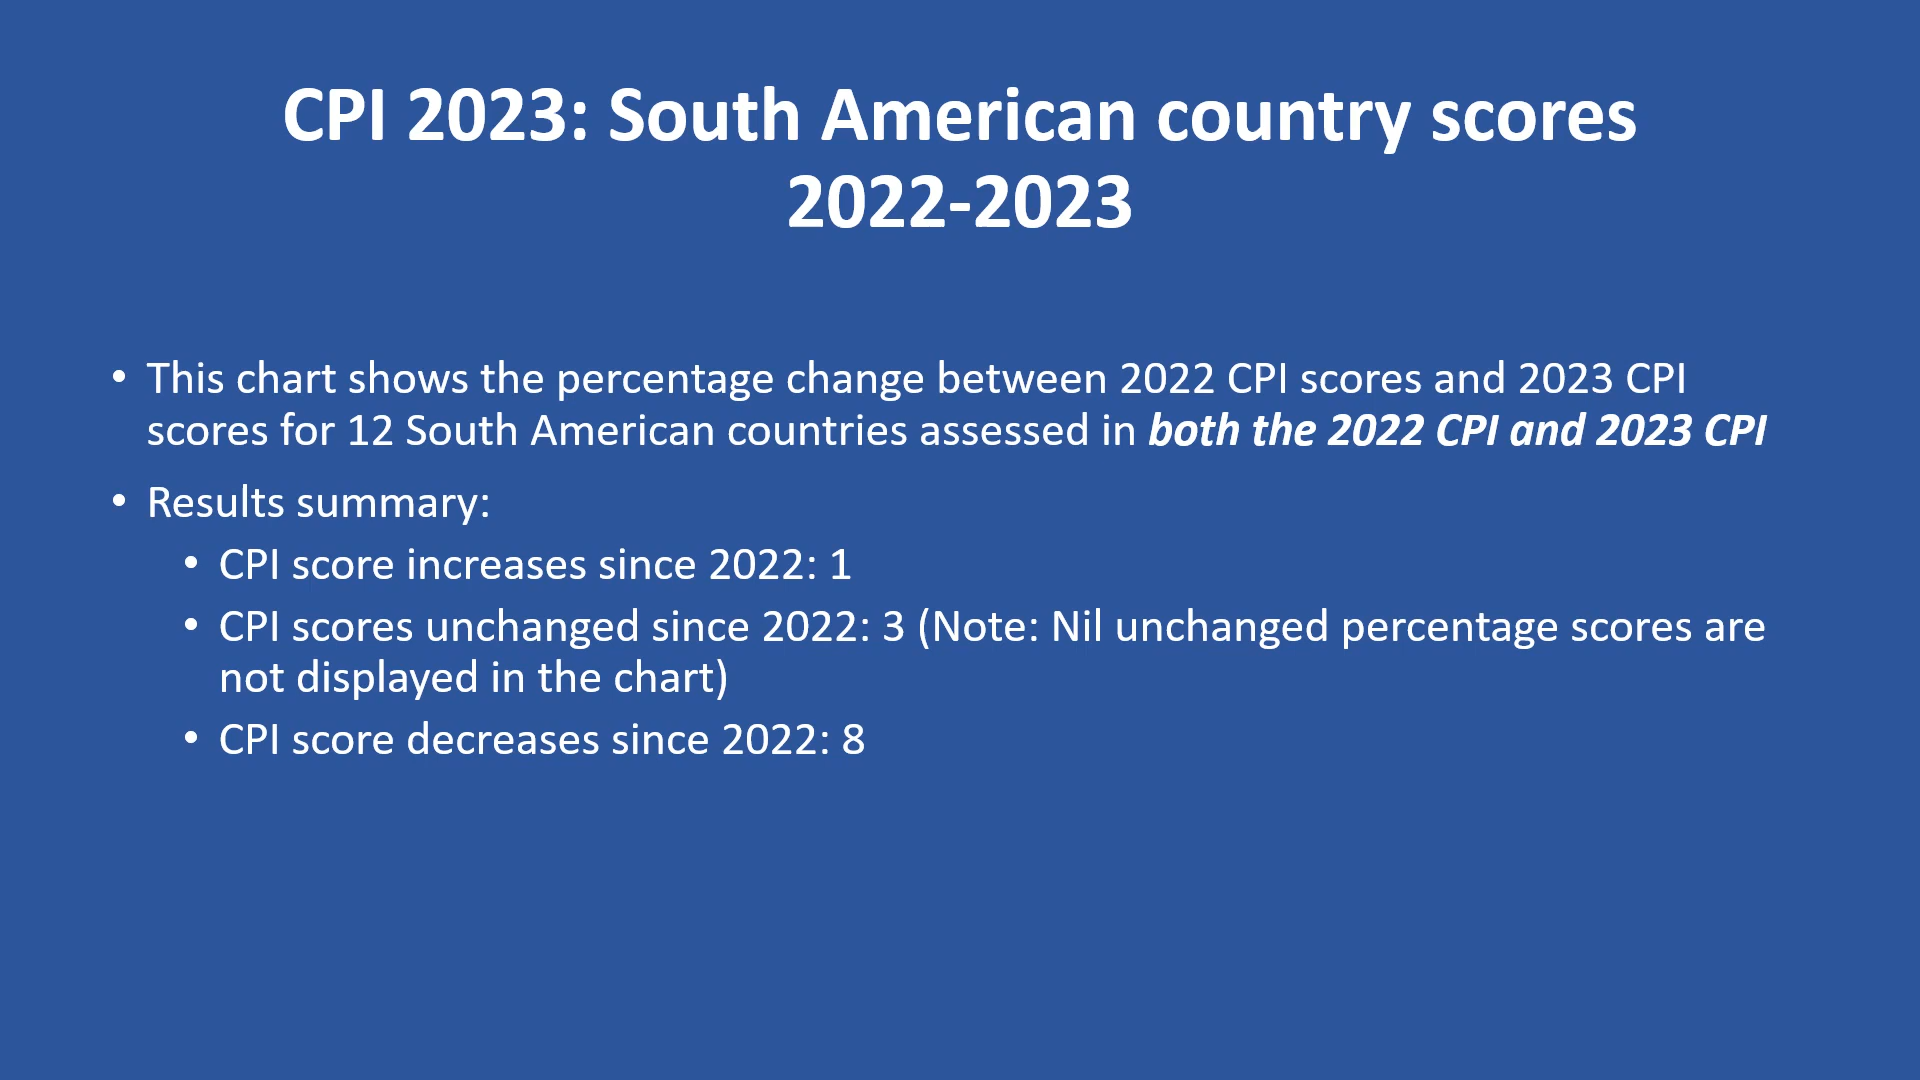 CPI 2023: South American country scores
2022-2023
• This chart shows the percentage change between 2022 CPI scores and 2023 CPI
scores for 12 South American countries assessed in both the 2022 CPI and 2023 CPI
• Results summary:
• CPI score increases since 2022: 1
• CPI scores unchanged since 2022: 3 (Note: Nil unchanged percentage scores are
not displayed in the chart)
• CPI score decreases since 2022: 8